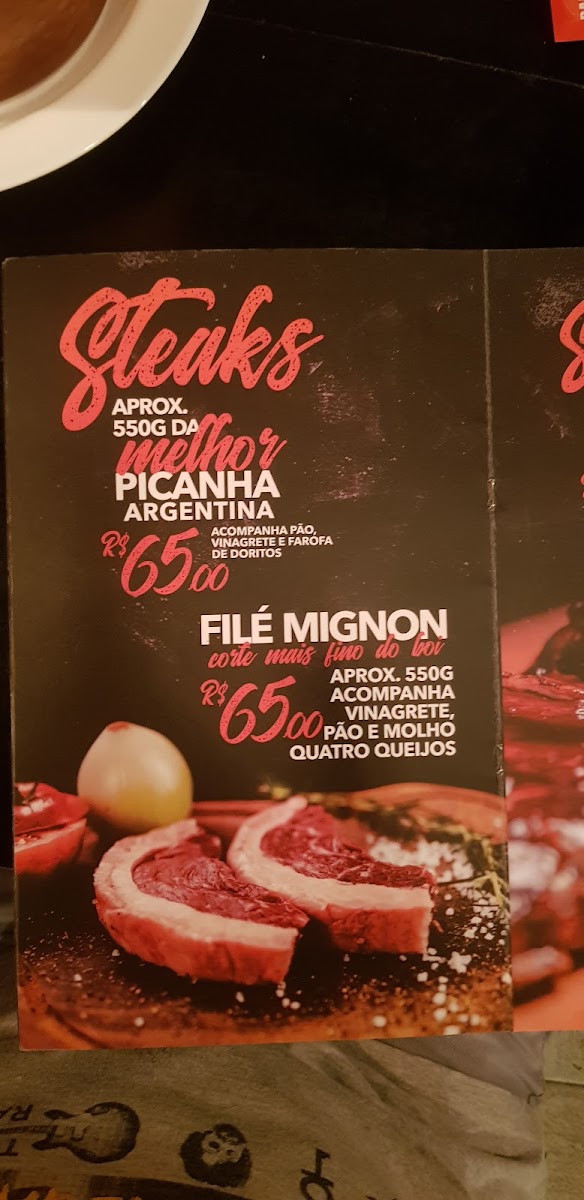 Steaks
APROX.
550G DA
melhor
PICANHA
ARGENTINA
R$ 65,00
ACOMPANHA PÃO,
VINAGRETE E FAROFA
DE DORITOS
FILÉ MIGNON
corte mais fino do boi
R$ 65,00
APROX. 550G
ACOMPANHA
VINAGRETE,
PÃO E MOLHO
QUATRO QUEIJOS